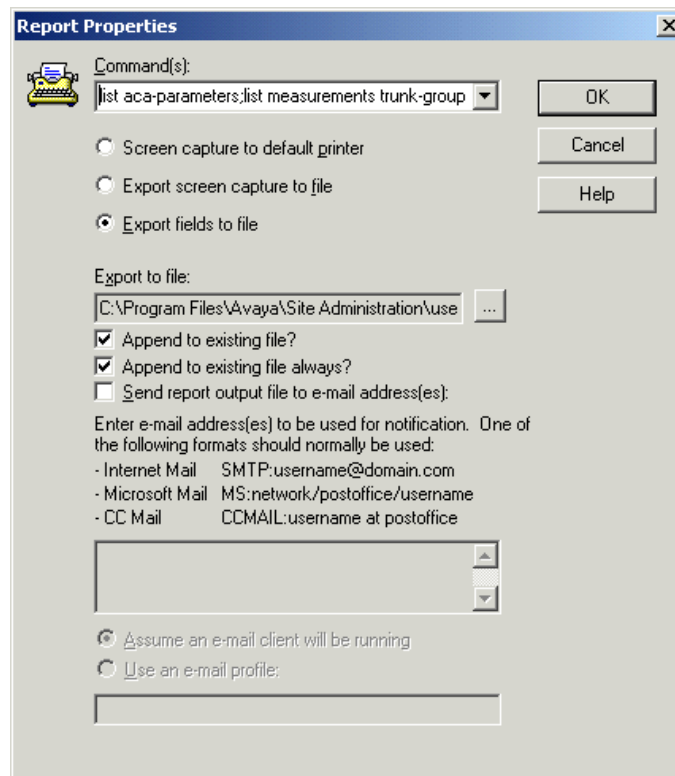 Report Properties
Command(s):
list aca-parameters;list measurements trunk-group
OK
Screen capture to default printer
Cancel
Export screen capture to file
Help
Export fields to file
Export to file:
C:\Program Files\Avaya\Site Administration\use
...
Append to existing file?
Append to existing file always?
Send report output file to e-mail address(es):
Enter e-mail address(es) to be used for notification. One of
the following formats should normally be used:
- Internet Mail SMTP:username@domain.com
- Microsoft Mail MS:network/postoffice/username
- CC Mail CCMAIL:username at postoffice
Assume an e-mail client will be running
Use an e-mail profile: